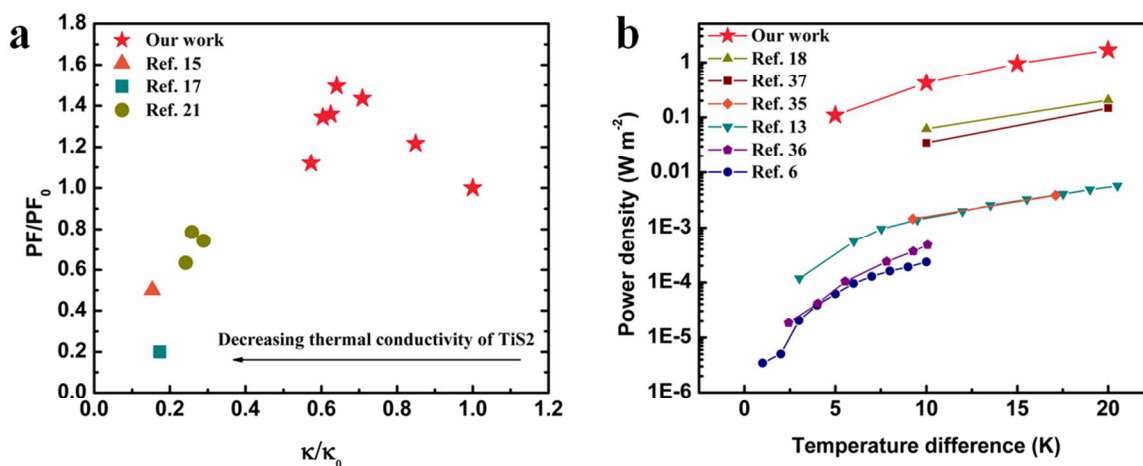 a
1.8
1.6
1.4
1.2
1.0
0.8
0.6
0.4
0.2
0.0
PF/PF0
Our work
Ref. 15
Ref. 17
Ref. 21
Decreasing thermal conductivity of TiS2
0.0 0.2 0.4 0.6 0.8 1.0 1.2
κ/κ0
b
1
0.1
0.01
1E-3
1E-4
1E-5
1E-6
Power density (W m-2)
Our work
Ref. 18
Ref. 37
Ref. 35
Ref. 13
Ref. 36
Ref. 6
0 5 10 15 20
Temperature difference (K)